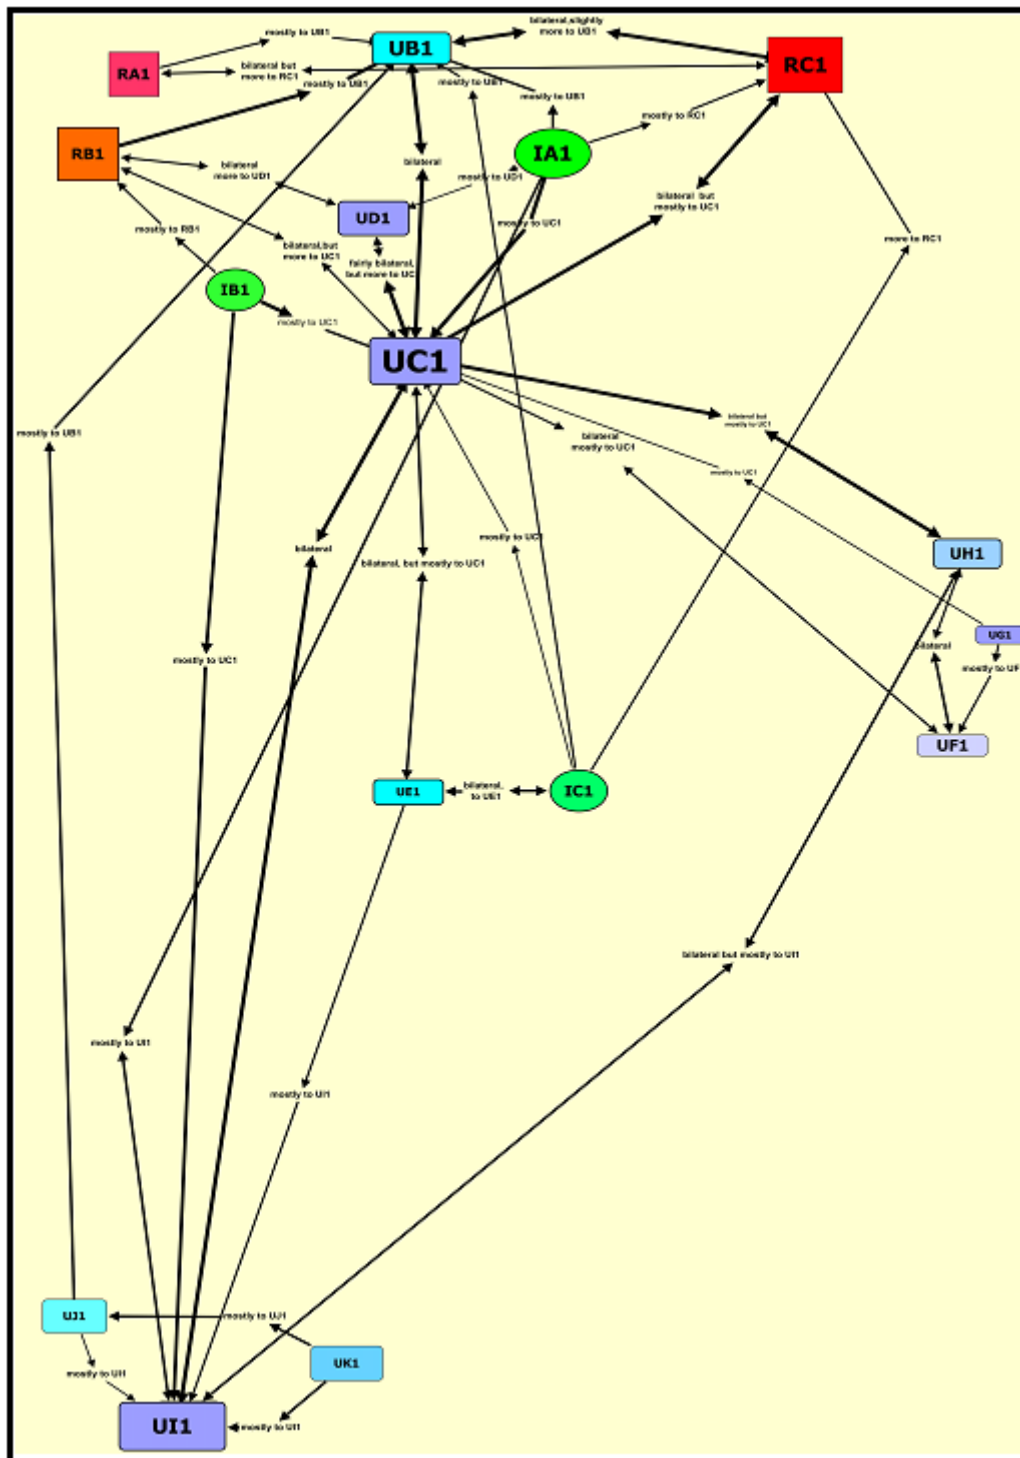 bilateral,slightly
more to UB1
mostly to UB1
UB1
RC1
RA1
bilateral but
more to RC1
mostly to UB1
mostly to UB1
mostly to UB1
mostly to RC1
RB1
IA1
bilateral
bilateral
more to UD1
mostly to UD1
bilateral but
mostly to UC1
UD1
mostly to UC1
mostly to RB1
more to RC1
bilateral,but
more to UC1
fairly bilateral,
but more to UC
IB1
mostly to UC1
UC1
bilateral but
mostly to UC1
mostly to UB1
bilateral
mostly to UC1
mostly to UC1
mostly to UC1
bilateral
bilateral, but mostly to UC1
UH1
UG1
bilateral
mostly to UC1
mostly to UF
UF1
UE1
bilateral,
to UE1
IC1
bilateral but mostly to UI1
mostly to UI1
mostly to UI1
UJ1
mostly to UJ1
UK1
mostly to UI1
UI1
mostly to UI1